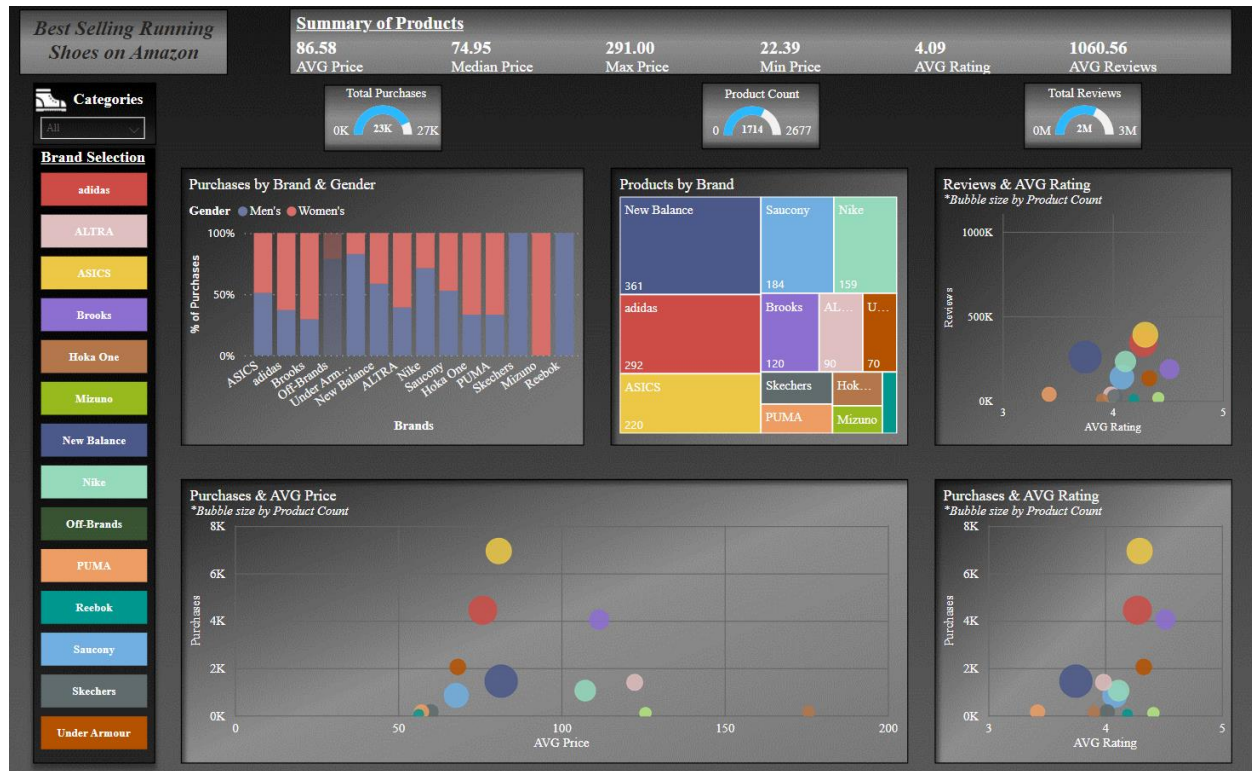 Best Selling Running
Shoes on Amazon
Summary of Products
86.58 74.95 291.00 22.39 4.09 1060.56
AVG Price Median Price Max Price Min Price AVG Rating AVG Reviews
Categories
All
Total Purchases
0K 23K 27K
Product Count
0 1714 2677
Total Reviews
0M 2M 3M
Brand Selection
adidas
ALTRA
ASICS
Brooks
Hoka One
Mizuno
New Balance
Nike
Off-Brands
PUMA
Reebok
Saucony
Skechers
Under Armour
Purchases by Brand & Gender
Gender Men's Women's
100%
50%
0%
% of Purchases
ASICS
adidas
Brooks
Off-Brands
Under Arm...
New Balance
ALTRA
Nike
Saucony
Hoka One
PUMA
Skechers
Mizuno
Reebok
Brands
Products by Brand
New Balance
361
Saucony
184
Nike
159
adidas
292
Brooks
120
AL...
90
U...
70
ASICS
220
Skechers
Hok...
PUMA
Mizuno
Reviews & AVG Rating
*Bubble size by Product Count
1000K
500K
0K
Reviews
3 4 5
AVG Rating
Purchases & AVG Price
*Bubble size by Product Count
8K
6K
4K
2K
0K
Purchases
0 50 100 150 200
AVG Price
Purchases & AVG Rating
*Bubble size by Product Count
8K
6K
4K
2K
0K
Purchases
3 4 5
AVG Rating